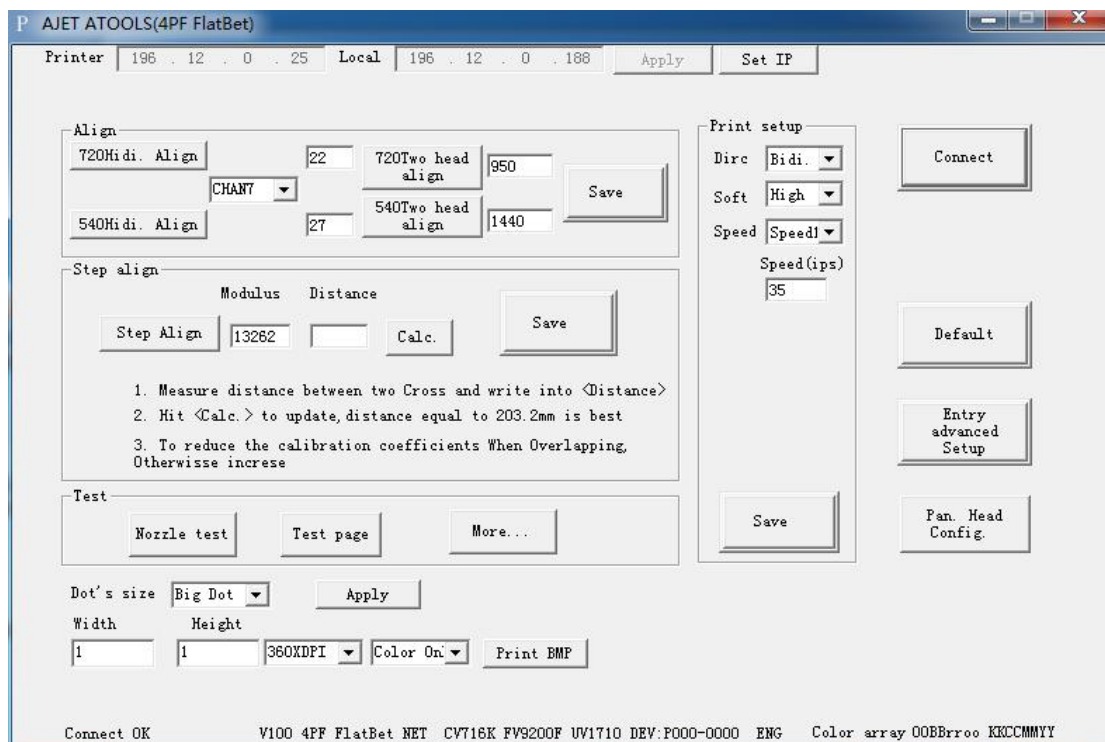 P AJET ATOOLS(4PF FlatBet)
Printer 196 . 12 . 0 . 25 Local 196 . 12 . 0 . 188 Apply Set IP
Align
720Hidi. Align 22 720Two head align 950
CHAN7 Save
540Hidi. Align 27 540Two head align 1440
Print setup
Dirc Bidi.
Soft High
Speed Speed1
Speed(ips)
35
Save
Connect
Default
Entry advanced Setup
Pan. Head Config.
Step align
Modulus Distance
Step Align 13262 Calc. Save
1. Measure distance between two Cross and write into <Distance>
2. Hit <Calc.> to update, distance equal to 203.2mm is best
3. To reduce the calibration coefficients When Overlapping,
Otherwisse increse
Test
Nozzle test Test page More...
Dot's size Big Dot Apply
Width Height
1 1 360XDPI Color On Print BMP
Connect OK V100 4PF FlatBet NET CV716K FV9200F UV1710 DEV:P000-0000 ENG Color array OOBBrroo KKCCMMYY